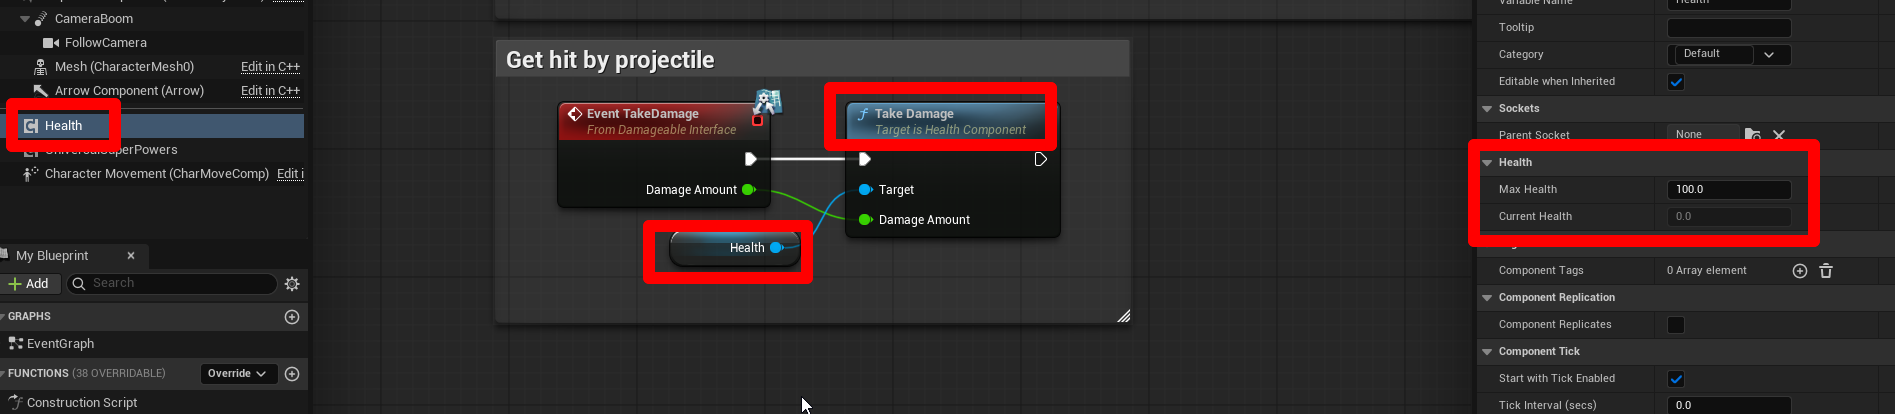 CameraBoom
FollowCamera
Mesh (CharacterMesh0) Edit in C++
Arrow Component (Arrow) Edit in C++
Health
UniversalSuperPowers
Character Movement (CharMoveComp) Edit i
My Blueprint
Add
Search
GRAPHS
EventGraph
FUNCTIONS (38 OVERRIDABLE) Override
Construction Script
Get hit by projectile
Event TakeDamage
From Damageable Interface
Damage Amount
Take Damage
Target is Health Component
Target
Damage Amount
Health
Variable Name Health
Tooltip
Category Default
Editable when Inherited
Sockets
Parent Socket None
Health
Max Health 100.0
Current Health 0.0
Component Tags 0 Array element
Component Replication
Component Replicates
Component Tick
Start with Tick Enabled
Tick Interval (secs) 0.0